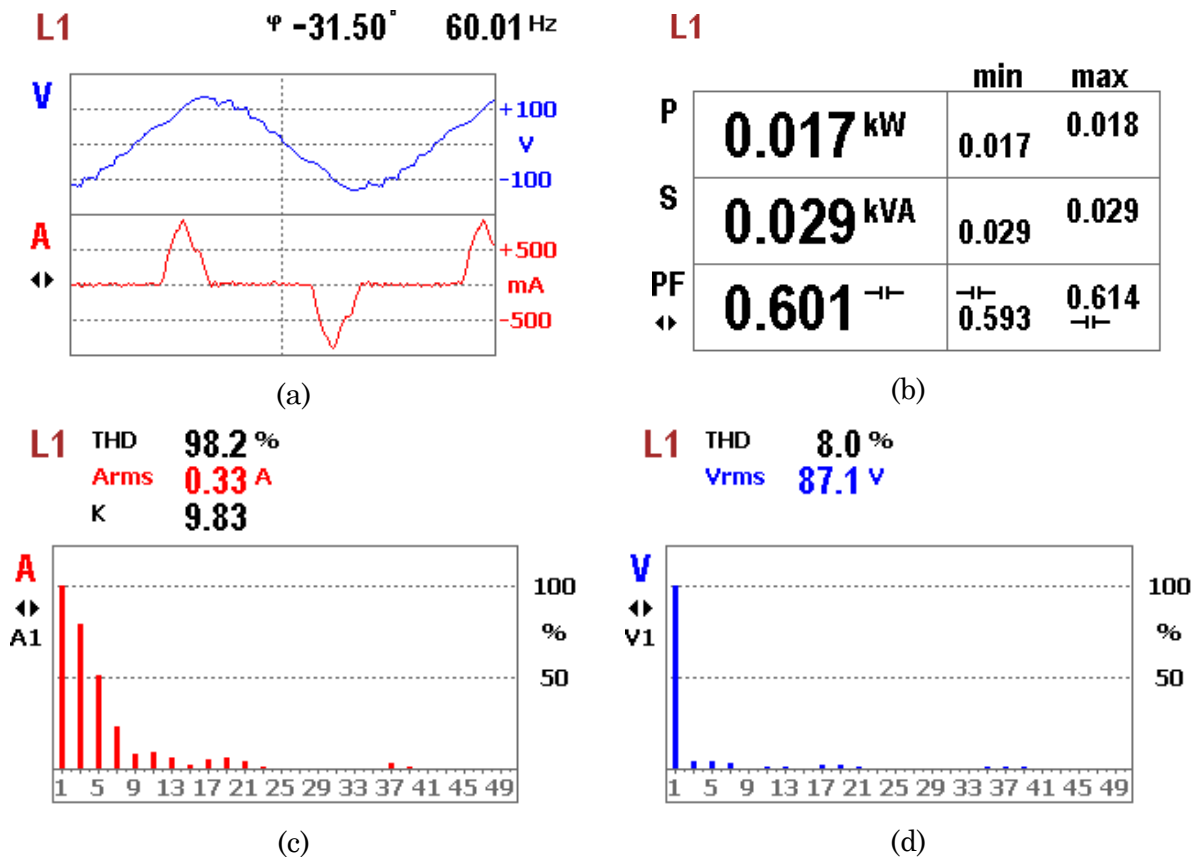 L1 φ -31.50° 60.01 Hz
V
+100
V
-100
A
+500
mA
-500
(a)
L1
min max
P 0.017 kW 0.017 0.018
S 0.029 kVA 0.029 0.029
PF 0.601 0.593 0.614
(b)
L1 THD 98.2 %
Arms 0.33 A
K 9.83
A
A1
100
%
50
1 5 9 13 17 21 25 29 33 37 41 45 49
(c)
L1 THD 8.0 %
Vrms 87.1 V
V
V1
100
%
50
1 5 9 13 17 21 25 29 33 37 41 45 49
(d)